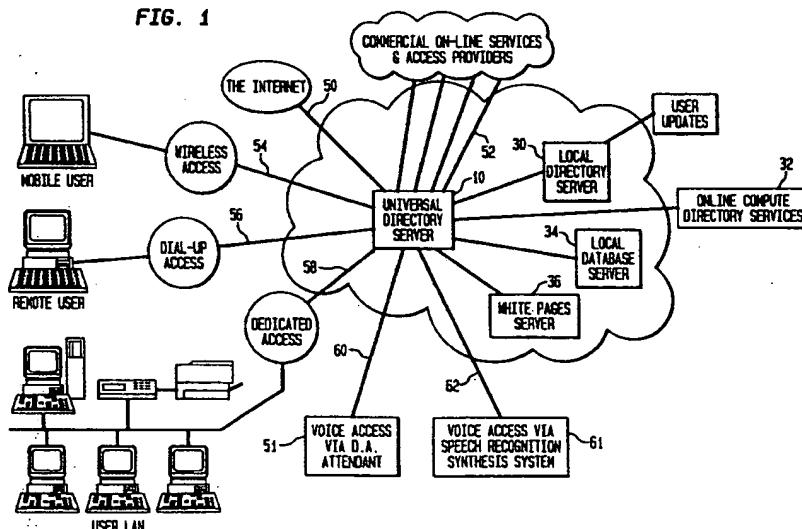 FIG. 1
COMMERCIAL ON-LINE SERVICES
& ACCESS PROVIDERS
THE INTERNET
50
52
USER
UPDATES
MOBILE USER
WIRELESS
ACCESS
54
10
30
LOCAL
DIRECTORY
SERVER
32
ONLINE COMPUTE
DIRECTORY SERVICES
UNIVERSAL
DIRECTORY
SERVER
REMOTE USER
DIAL-UP
ACCESS
56
58
34
LOCAL
DATABASE
SERVER
36
WHITE PAGES
SERVER
DEDICATED
ACCESS
60
62
51
VOICE ACCESS
VIA D.A.
ATTENDANT
VOICE ACCESS VIA
SPEECH RECOGNITION
SYNTHESIS SYSTEM
61
USER LAN